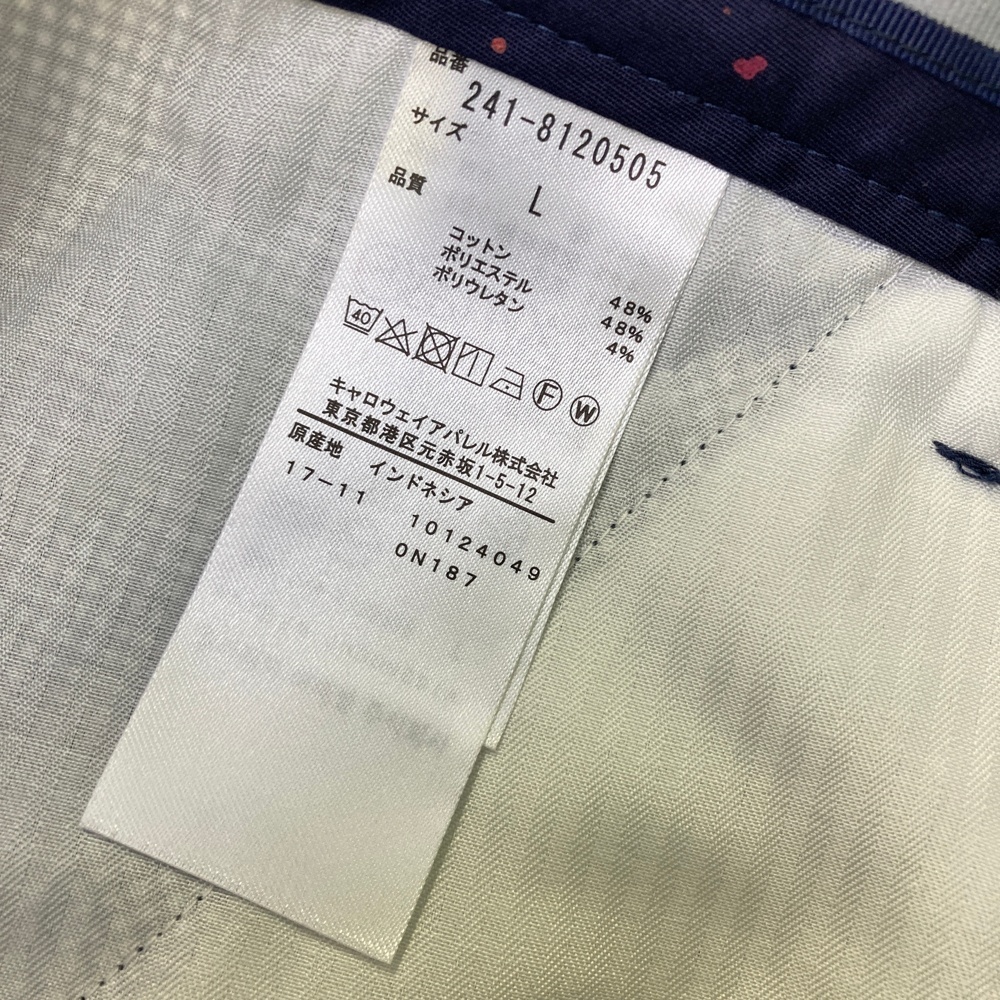 品番
241-8120505
サイズ
L
品質
コットン 48%
ポリエステル 48%
ポリウレタン 4%
40 F W
キャロウェイアパレル株式会社
東京都港区元赤坂1-5-12
原産地 インドネシア
17-11 10124049
0N187